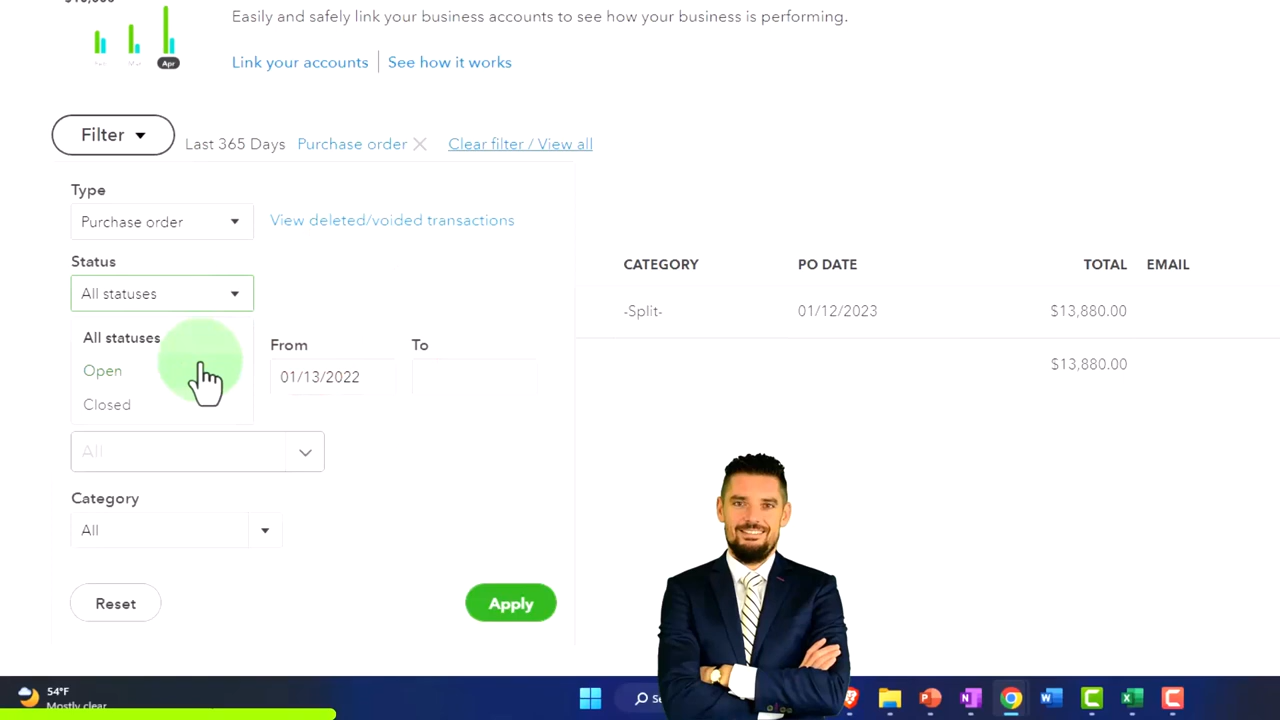 Easily and safely link your business accounts to see how your business is performing.
Apr
Link your accounts See how it works
Filter Last 365 Days Purchase order Clear filter / View all
Type
Purchase order View deleted/voided transactions
Status
All statuses
All statuses
Open
Closed
From To
01/13/2022
All
Category
All
Reset Apply
CATEGORY PO DATE TOTAL EMAIL
-Split- 01/12/2023 $13,880.00
$13,880.00
54°F
Mostly clear